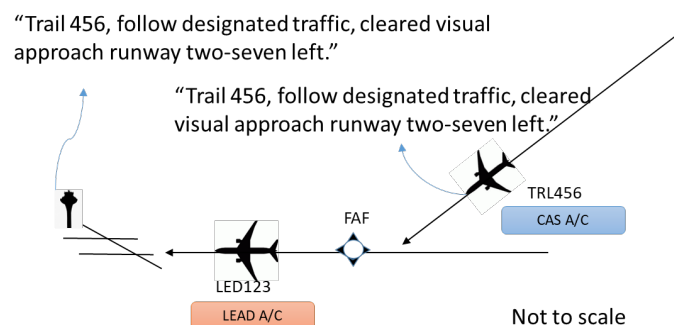 “Trail 456, follow designated traffic, cleared visual
approach runway two-seven left.”
“Trail 456, follow designated traffic, cleared
visual approach runway two-seven left.”
TRL456
CAS A/C
FAF
LED123
LEAD A/C
Not to scale